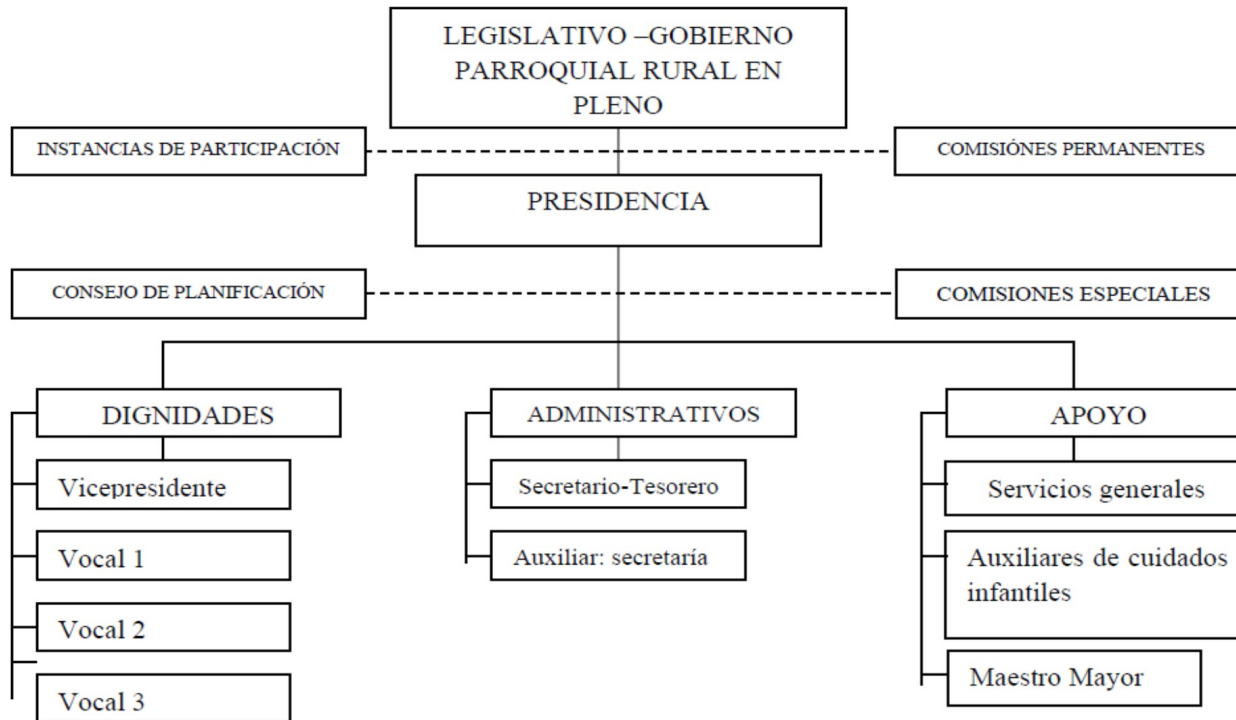 LEGISLATIVO –GOBIERNO
PARROQUIAL RURAL EN
PLENO
INSTANCIAS DE PARTICIPACIÓN
COMISIÓNES PERMANENTES
PRESIDENCIA
CONSEJO DE PLANIFICACIÓN
COMISIONES ESPECIALES
DIGNIDADES
ADMINISTRATIVOS
APOYO
Vicepresidente
Secretario-Tesorero
Servicios generales
Vocal 1
Auxiliar: secretaría
Auxiliares de cuidados
infantiles
Vocal 2
Maestro Mayor
Vocal 3